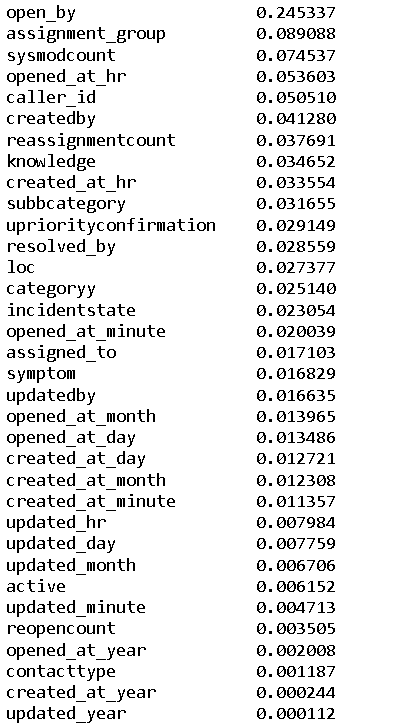 open_by 0.245337
assignment_group 0.089088
sysmodcount 0.074537
opened_at_hr 0.053603
caller_id 0.050510
createdby 0.041280
reassignmentcount 0.037691
knowledge 0.034652
created_at_hr 0.033554
subbcategory 0.031655
upriorityconfirmation 0.029149
resolved_by 0.028559
loc 0.027377
categoryy 0.025140
incidentstate 0.023054
opened_at_minute 0.020039
assigned_to 0.017103
symptom 0.016829
updatedby 0.016635
opened_at_month 0.013965
opened_at_day 0.013486
created_at_day 0.012721
created_at_month 0.012308
created_at_minute 0.011357
updated_hr 0.007984
updated_day 0.007759
updated_month 0.006706
active 0.006152
updated_minute 0.004713
reopencount 0.003505
opened_at_year 0.002008
contacttype 0.001187
created_at_year 0.000244
updated_year 0.000112